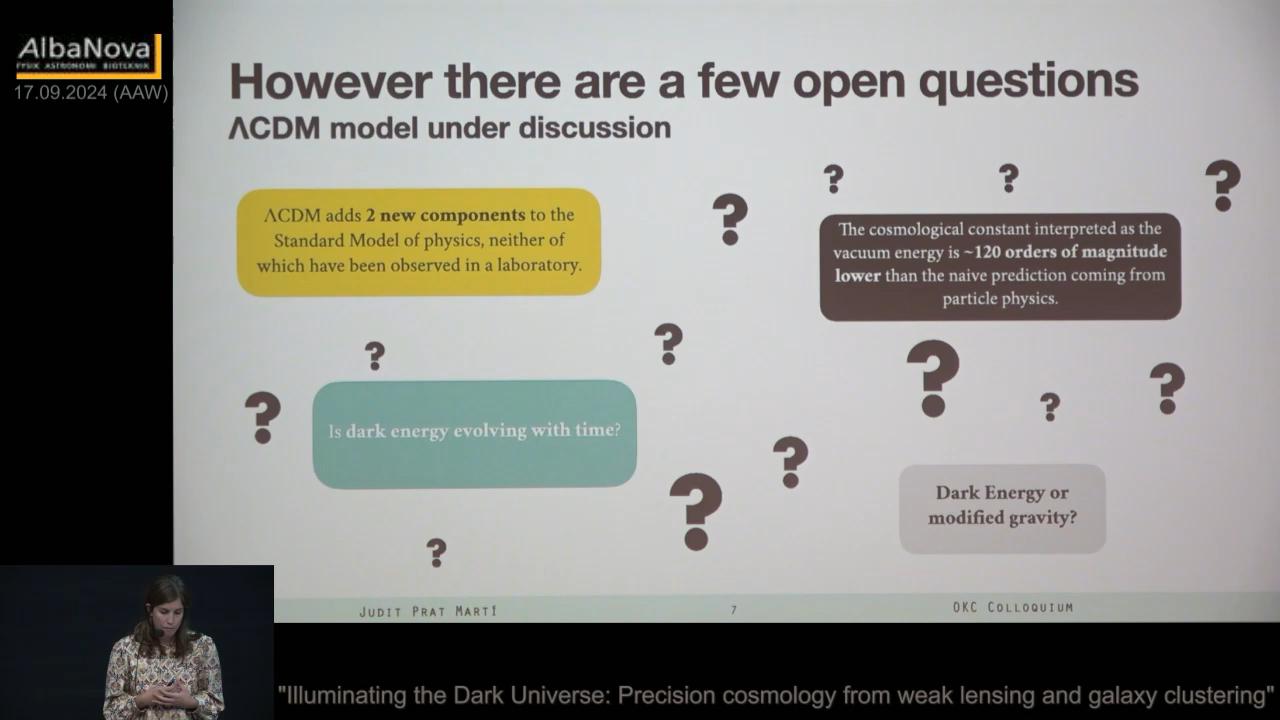 AlbaNova
FYSIK ASTRONOMI BIOTEKNIK
17.09.2024 (AAW)
However there are a few open questions
ΛCDM model under discussion
ΛCDM adds 2 new components to the
Standard Model of physics, neither of
which have been observed in a laboratory.
The cosmological constant interpreted as the
vacuum energy is ~120 orders of magnitude
lower than the naive prediction coming from
particle physics.
Is dark energy evolving with time?
Dark Energy or
modified gravity?
? ? ? ? ? ? ? ? ? ? ? ? ? ?
JUDIT PRAT MARTÍ
7
OKC COLLOQUIUM
"Illuminating the Dark Universe: Precision cosmology from weak lensing and galaxy clustering"